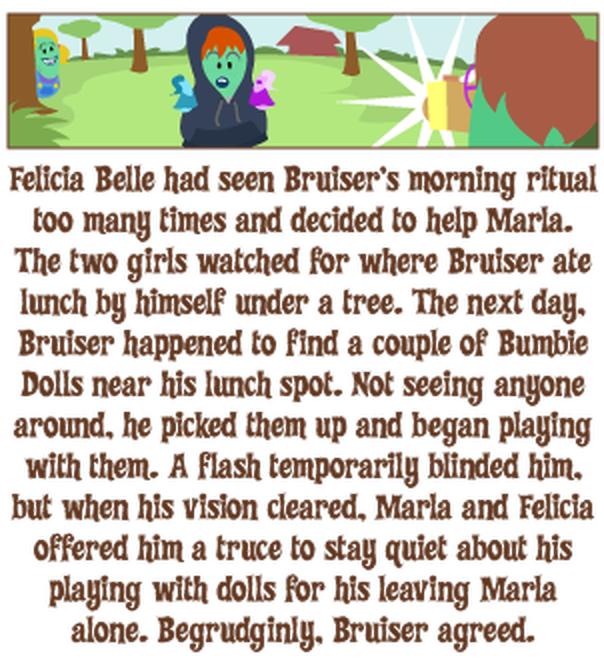 Felicia Belle had seen Bruiser's morning ritual
too many times and decided to help Marla.
The two girls watched for where Bruiser ate
lunch by himself under a tree. The next day,
Bruiser happened to find a couple of Bumbie
Dolls near his lunch spot. Not seeing anyone
around, he picked them up and began playing
with them. A flash temporarily blinded him,
but when his vision cleared, Marla and Felicia
offered him a truce to stay quiet about his
playing with dolls for his leaving Marla
alone. Begrudginly, Bruiser agreed.